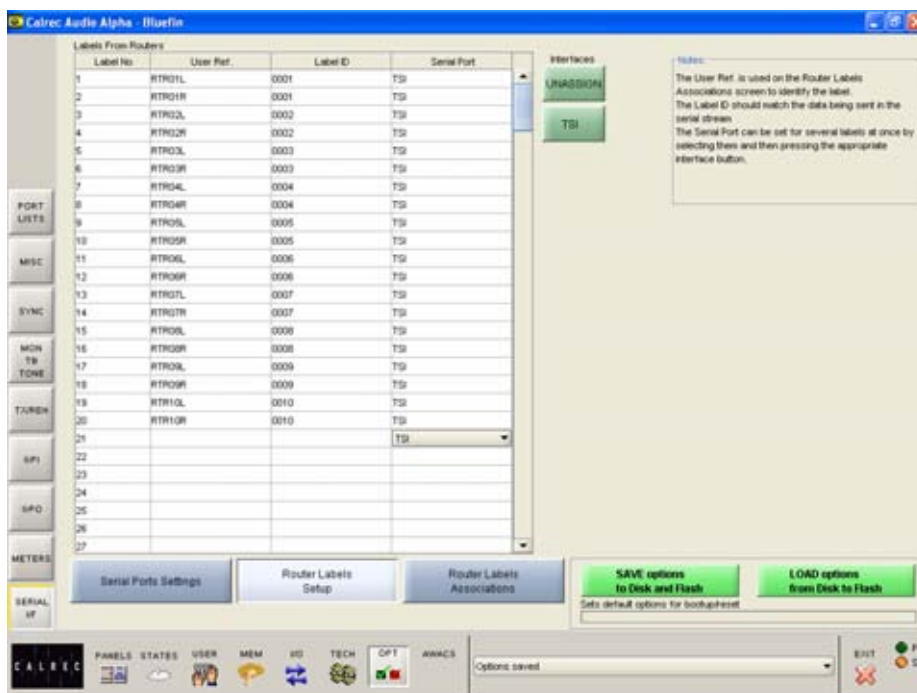 Calrec Audio Alpha - Bluefin
Labels From Routers
Label No User Ref. Label ID Serial Port
1 RTR01L 0001 TSI
2 RTR01R 0001 TSI
3 RTR02L 0002 TSI
4 RTR02R 0002 TSI
5 RTR03L 0003 TSI
6 RTR03R 0003 TSI
7 RTR04L 0004 TSI
8 RTR04R 0004 TSI
9 RTR05L 0005 TSI
10 RTR05R 0005 TSI
11 RTR06L 0006 TSI
12 RTR06R 0006 TSI
13 RTR07L 0007 TSI
14 RTR07R 0007 TSI
15 RTR08L 0008 TSI
16 RTR08R 0008 TSI
17 RTR09L 0009 TSI
18 RTR09R 0009 TSI
19 RTR10L 0010 TSI
20 RTR10R 0010 TSI
21 TSI
22
23
24
25
26
27
Interfaces
UNASSIGN
TSI
Notes:
The User Ref. is used on the Router Labels
Associations screen to identify the label.
The Label ID should match the data being sent in the
serial stream
The Serial Port can be set for several labels at once by
selecting them and then pressing the appropriate
interface button.
PORT
LISTS
MISC
SYNC
MON
TB
TONE
TX/REH
GPI
GPO
METERS
SERIAL
I/F
Serial Ports Settings
Router Labels
Setup
Router Labels
Associations
SAVE options
to Disk and Flash
LOAD options
from Disk to Flash
Sets default options for bootup/reset
CALREC
PANELS STATES USER MEM I/O TECH OPT AWACS
Options saved
EXIT
P
S